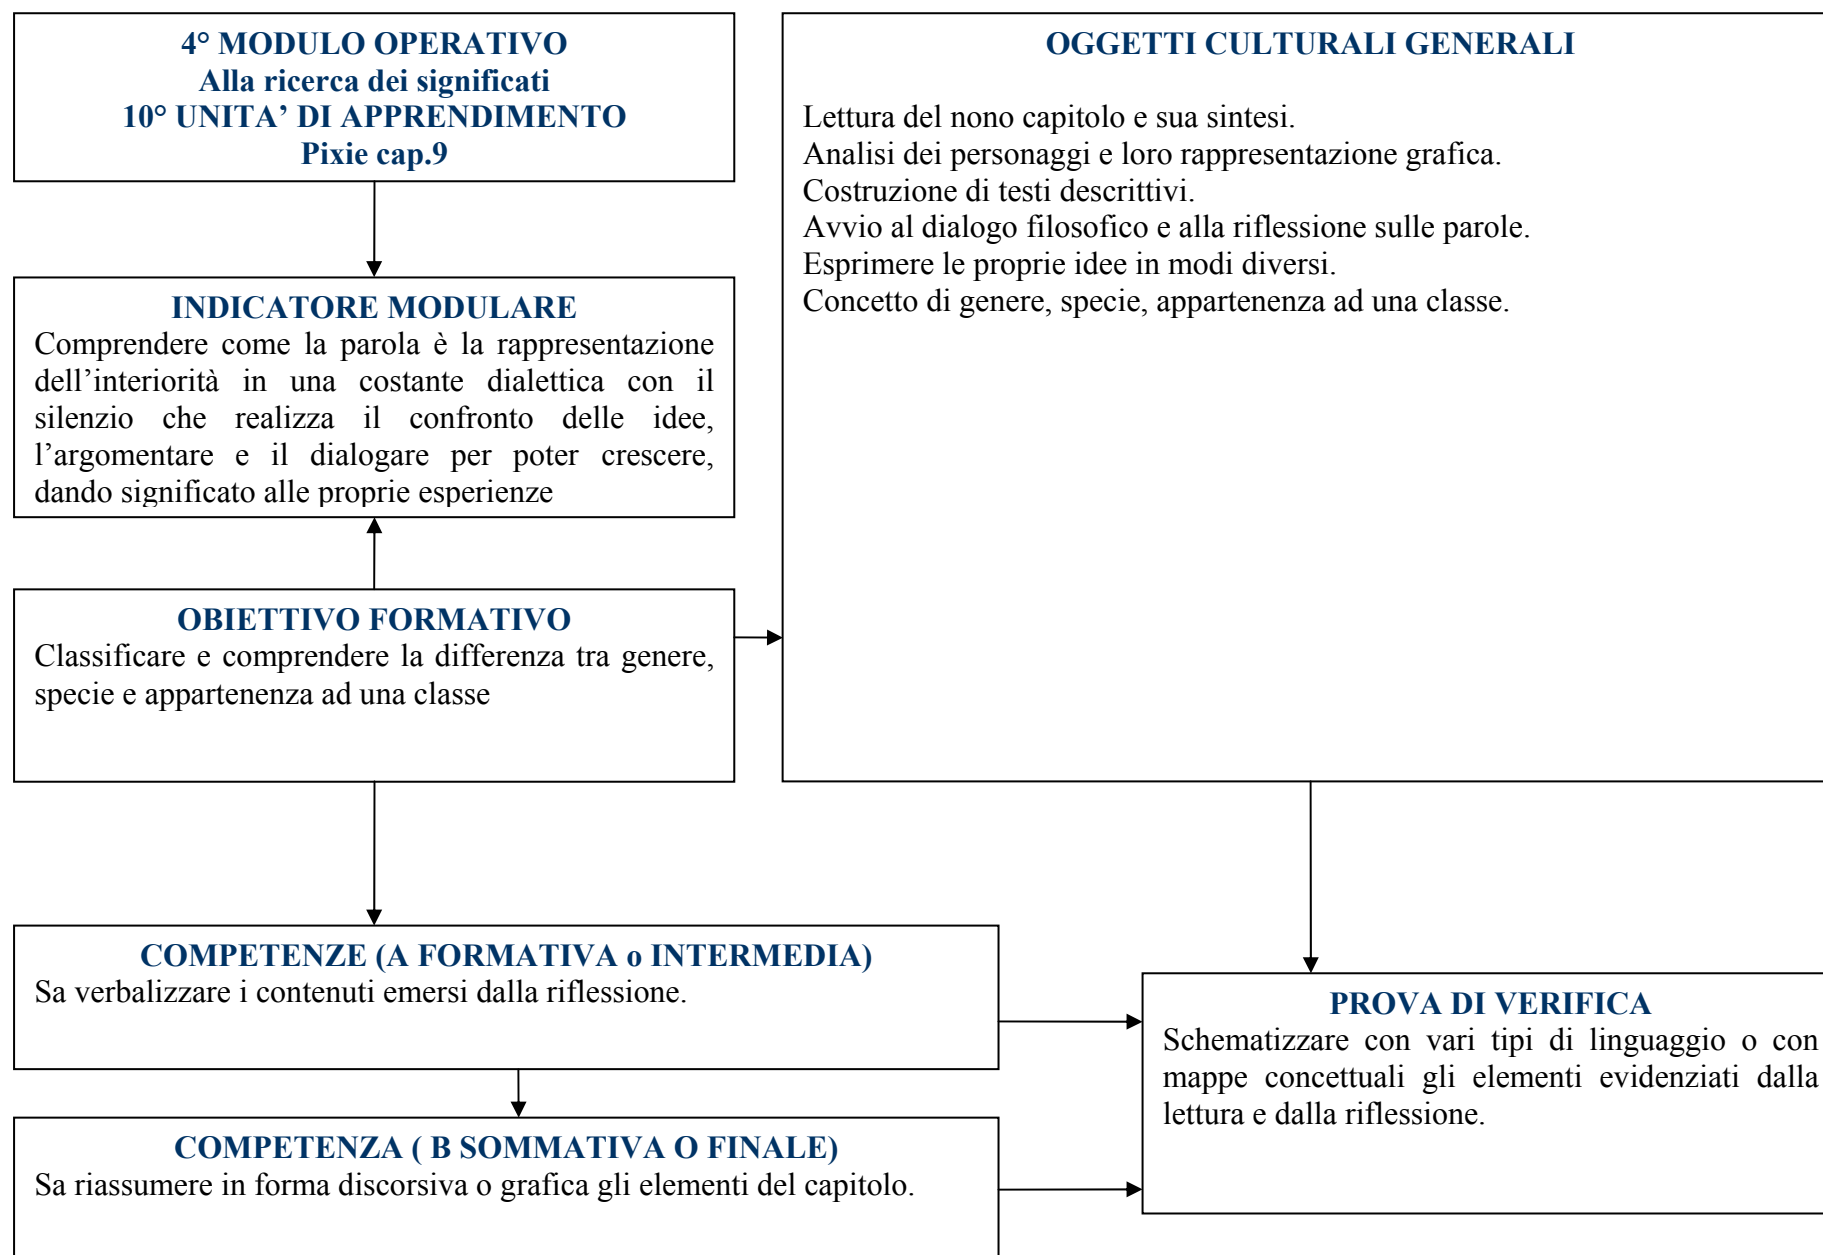 4° MODULO OPERATIVO
Alla ricerca dei significati
10° UNITA’ DI APPRENDIMENTO
Pixie cap.9
INDICATORE MODULARE
Comprendere come la parola è la rappresentazione
dell’interiorità in una costante dialettica con il
silenzio che realizza il confronto delle idee,
l’argomentare e il dialogare per poter crescere,
dando significato alle proprie esperienze
OBIETTIVO FORMATIVO
Classificare e comprendere la differenza tra genere,
specie e appartenenza ad una classe
OGGETTI CULTURALI GENERALI
Lettura del nono capitolo e sua sintesi.
Analisi dei personaggi e loro rappresentazione grafica.
Costruzione di testi descrittivi.
Avvio al dialogo filosofico e alla riflessione sulle parole.
Esprimere le proprie idee in modi diversi.
Concetto di genere, specie, appartenenza ad una classe.
COMPETENZE (A FORMATIVA o INTERMEDIA)
Sa verbalizzare i contenuti emersi dalla riflessione.
COMPETENZA ( B SOMMATIVA O FINALE)
Sa riassumere in forma discorsiva o grafica gli elementi del capitolo.
PROVA DI VERIFICA
Schematizzare con vari tipi di linguaggio o con
mappe concettuali gli elementi evidenziati dalla
lettura e dalla riflessione.